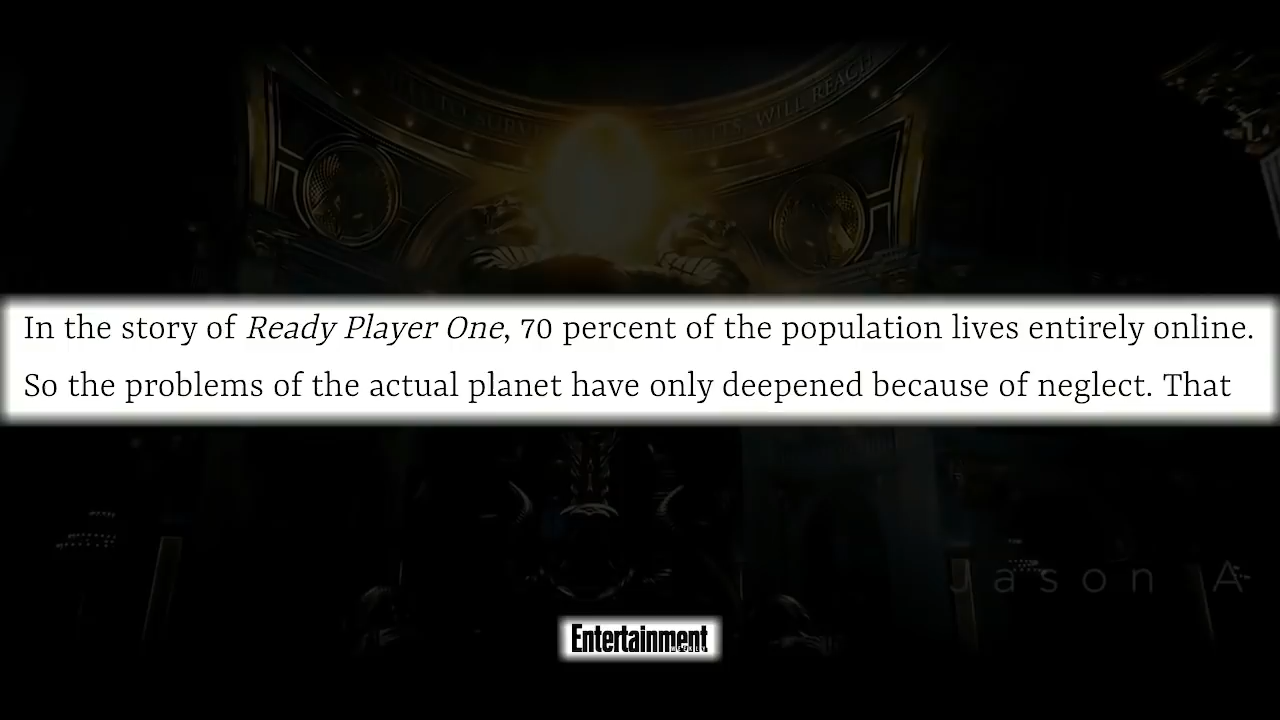 WILL REACH
In the story of Ready Player One, 70 percent of the population lives entirely online.
So the problems of the actual planet have only deepened because of neglect. That
Jason A
Entertainment